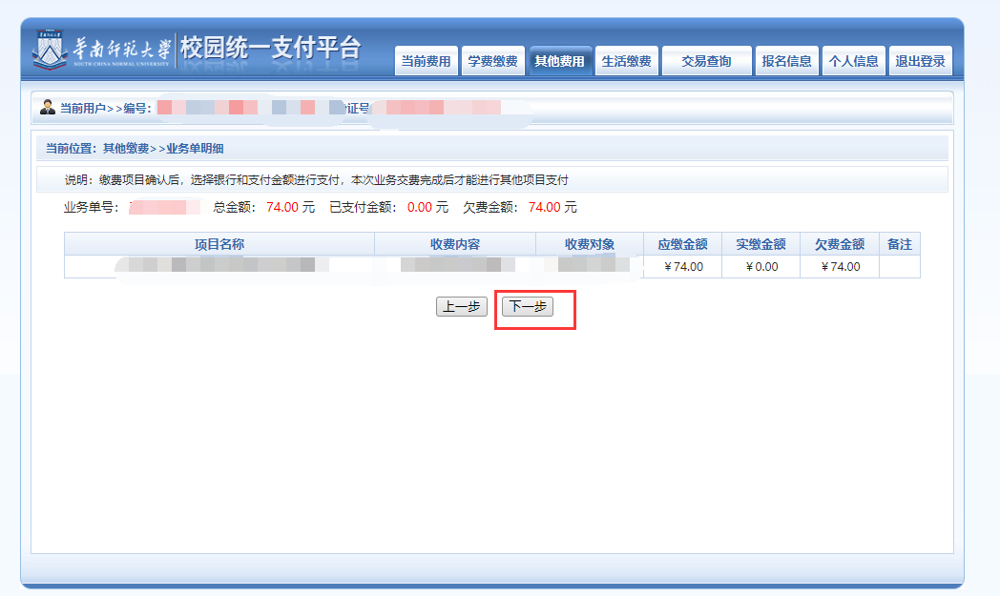 華南师范大学
SOUTH CHINA NORMAL UNIVERSITY
校园统一支付平台
当前费用 学费缴费 其他费用 生活缴费 交易查询 报名信息 个人信息 退出登录
当前用户>>编号: 证号
当前位置: 其他缴费>>业务单明细
说明: 缴费项目确认后, 选择银行和支付金额进行支付, 本次业务交费完成后才能进行其他项目支付
业务单号: 总金额: 74.00 元 已支付金额: 0.00 元 欠费金额: 74.00 元
项目名称 收费内容 收费对象 应缴金额 实缴金额 欠费金额 备注
¥74.00 ¥0.00 ¥74.00
上一步 下一步